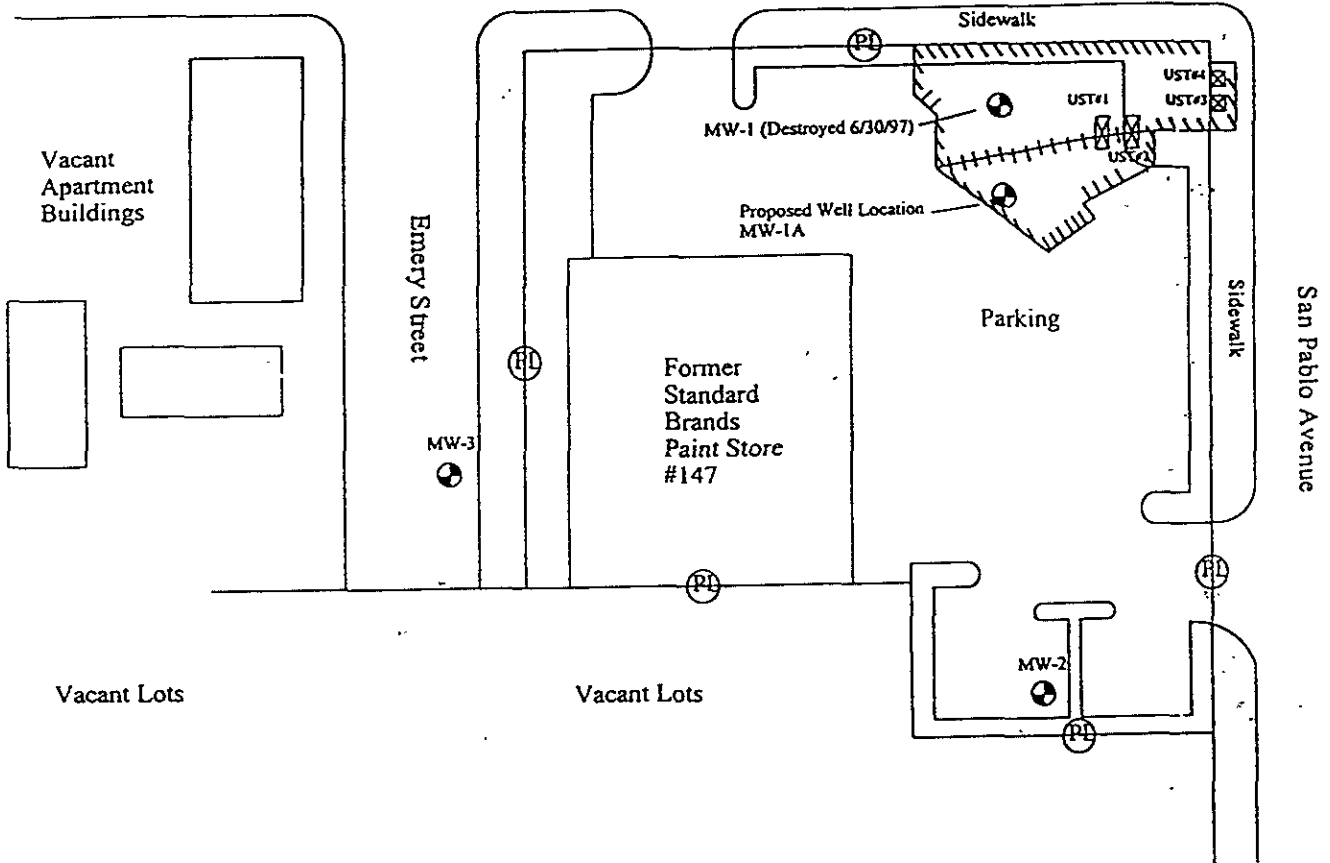 Sidewalk
PL
UST#4
UST#1
UST#3
MW-1 (Destroyed 6/30/97)
UST#2
Vacant
Apartment
Buildings
Proposed Well Location
MW-1A
Emery Street
Parking
Sidewalk
San Pablo Avenue
PL
Former
Standard
Brands
Paint Store
#147
MW-3
PL
PL
MW-2
Vacant Lots
Vacant Lots
PL